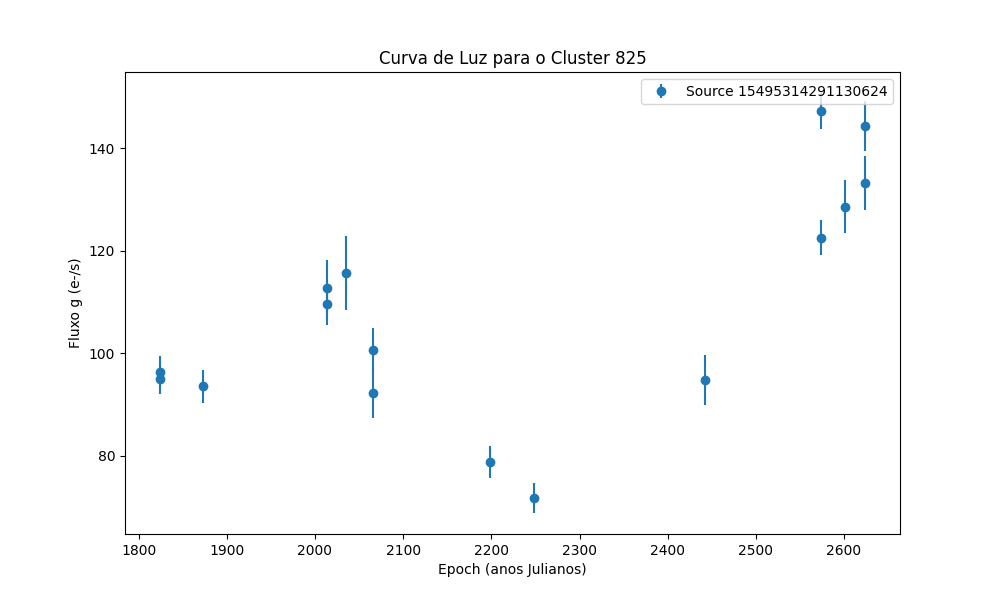 Curva de Luz para o Cluster 825
Source 15495314291130624
Fluxo g (e-/s)
140
120
100
80
1800 1900 2000 2100 2200 2300 2400 2500 2600
Epoch (anos Julianos)